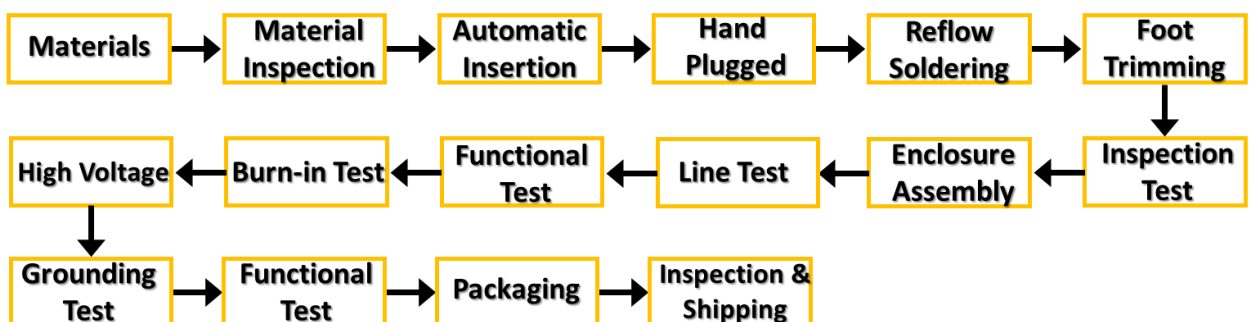 Materials
Material
Inspection
Automatic
Insertion
Hand
Plugged
Reflow
Soldering
Foot
Trimming
Inspection
Test
Enclosure
Assembly
Line Test
Functional
Test
Burn-in Test
High Voltage
Grounding
Test
Functional
Test
Packaging
Inspection &
Shipping